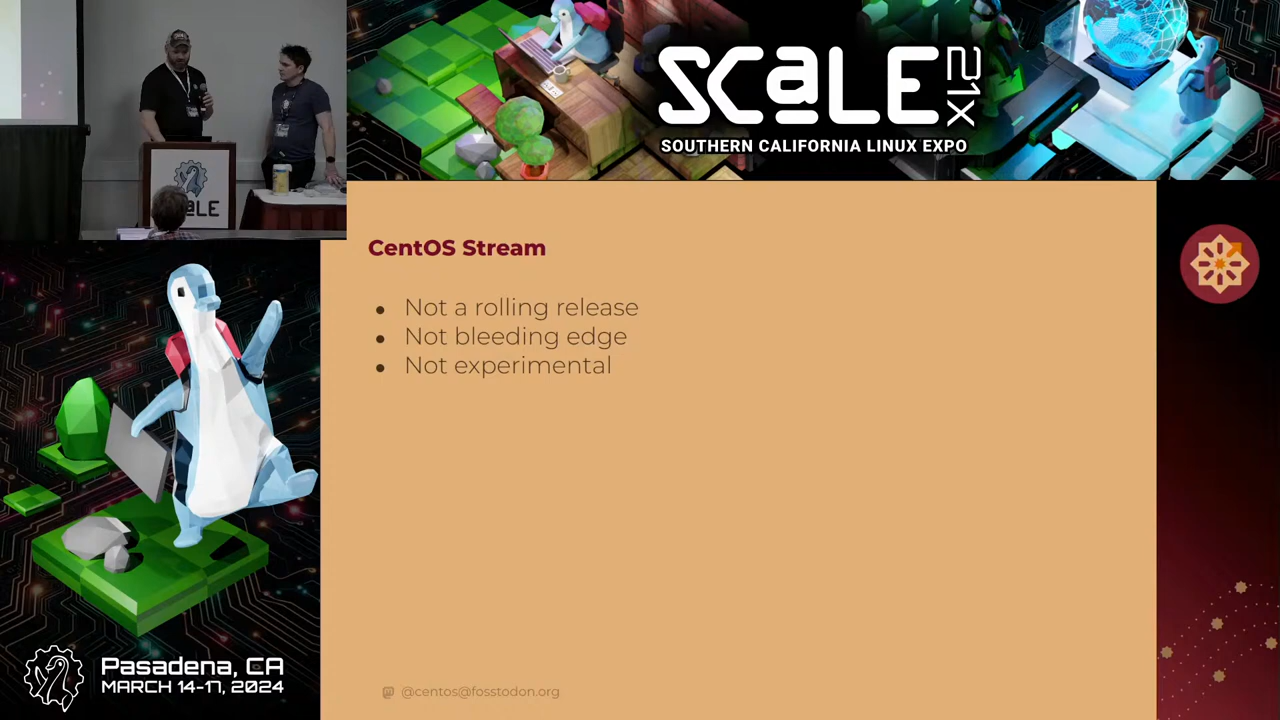 SCaLE 21X
SOUTHERN CALIFORNIA LINUX EXPO
SCaLE
CentOS Stream
● Not a rolling release
● Not bleeding edge
● Not experimental
@centos@fosstodon.org
Pasadena, CA
MARCH 14-17, 2024